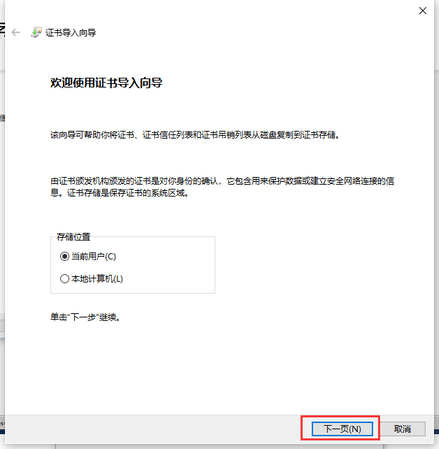 证书导入向导
欢迎使用证书导入向导
该向导可帮助你将证书、证书信任列表和证书吊销列表从磁盘复制到证书存储。
由证书颁发机构颁发的证书是对你身份的确认，它包含用来保护数据或建立安全网络连接的信
息。证书存储是保存证书的系统区域。
存储位置
当前用户(C)
本地计算机(L)
单击“下一步”继续。
下一页(N)
取消